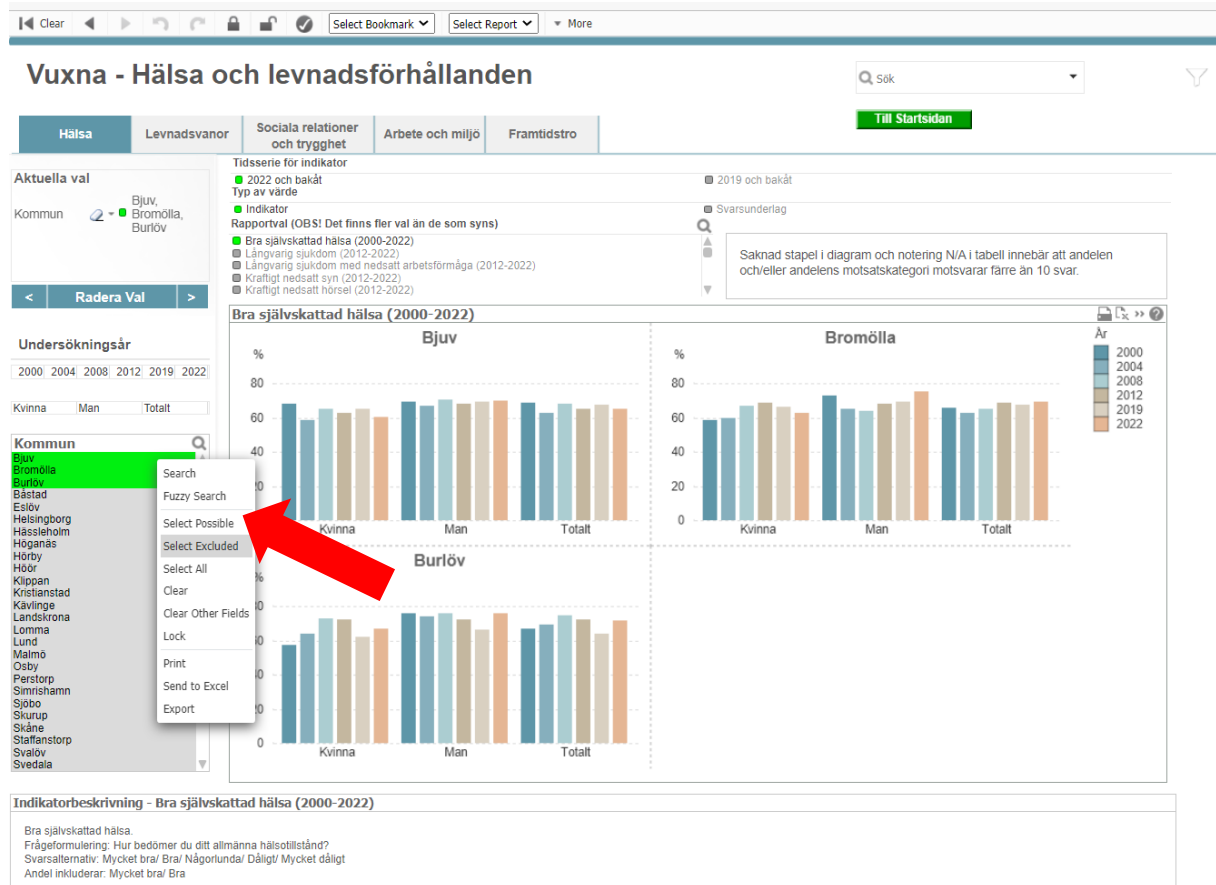 Clear Select Bookmark Select Report More
Vuxna - Hälsa och levnadsförhållanden
Sök
Till Startsidan
Hälsa
Levnadsvanor
Sociala relationer
och trygghet
Arbete och miljö
Framtidstro
Aktuella val
Kommun
Bjuv,
Bromölla,
Burlöv
< Radera Val >
Undersökningsår
2000 2004 2008 2012 2019 2022
Kvinna Man Totalt
Kommun
Bjuv
Bromölla
Burlöv
Båstad
Eslöv
Helsingborg
Hässleholm
Höganäs
Hörby
Höör
Klippan
Kristianstad
Kävlinge
Landskrona
Lomma
Lund
Malmö
Osby
Perstorp
Simrishamn
Sjöbo
Skurup
Skåne
Staffanstorp
Svalöv
Svedala
Search
Fuzzy Search
Select Possible
Select Excluded
Select All
Clear
Clear Other Fields
Lock
Print
Send to Excel
Export
Tidsserie för indikator
2022 och bakåt 2019 och bakåt
Typ av värde
Indikator Svarsunderlag
Rapportval (OBS! Det finns fler val än de som syns)
Bra självskattad hälsa (2000-2022)
Långvarig sjukdom (2012-2022)
Långvarig sjukdom med nedsatt arbetsförmåga (2012-2022)
Kraftigt nedsatt syn (2012-2022)
Kraftigt nedsatt hörsel (2012-2022)
Saknad stapel i diagram och notering N/A i tabell innebär att andelen
och/eller andelens motsatskategori motsvarar färre än 10 svar.
Bra självskattad hälsa (2000-2022)
Bjuv
%
80
60
40
20
Kvinna Man Totalt
Bromölla
%
80
60
40
20
0
Kvinna Man Totalt
År
2000
2004
2008
2012
2019
2022
Burlöv
%
0
Kvinna Man Totalt
Indikatorbeskrivning - Bra självskattad hälsa (2000-2022)
Bra självskattad hälsa.
Frågeformulering: Hur bedömer du ditt allmänna hälsotillstånd?
Svarsalternativ: Mycket bra/ Bra/ Någorlunda/ Dåligt/ Mycket dåligt
Andel inkluderar: Mycket bra/ Bra